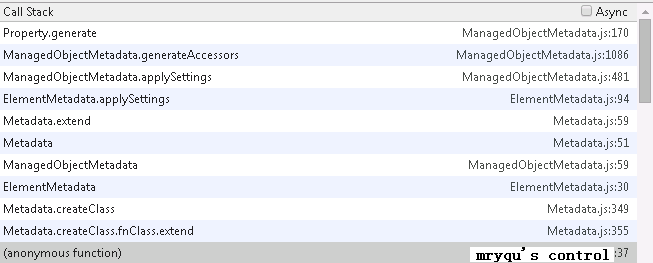 Call Stack Async
Property.generate ManagedObjectMetadata.js:170
ManagedObjectMetadata.generateAccessors ManagedObjectMetadata.js:1086
ManagedObjectMetadata.applySettings ManagedObjectMetadata.js:481
ElementMetadata.applySettings ElementMetadata.js:94
Metadata.extend Metadata.js:59
Metadata Metadata.js:51
ManagedObjectMetadata ManagedObjectMetadata.js:59
ElementMetadata ElementMetadata.js:30
Metadata.createClass Metadata.js:349
Metadata.createClass.fnClass.extend Metadata.js:355
(anonymous function) mryqu's control:37